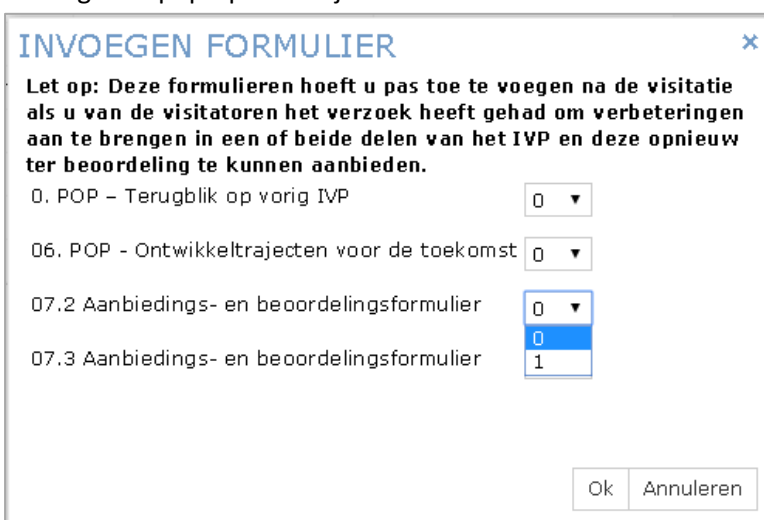 INVOEGEN FORMULIER ×
Let op: Deze formulieren hoeft u pas toe te voegen na de visitatie
als u van de visitatoren het verzoek heeft gehad om verbeteringen
aan te brengen in een of beide delen van het IVP en deze opnieuw
ter beoordeling te kunnen aanbieden.
0. POP – Terugblik op vorig IVP 0 ▼
06. POP - Ontwikkeltrajecten voor de toekomst 0 ▼
07.2 Aanbiedings- en beoordelingsformulier 0 ▼
0
07.3 Aanbiedings- en beoordelingsformulier 1
Ok Annuleren